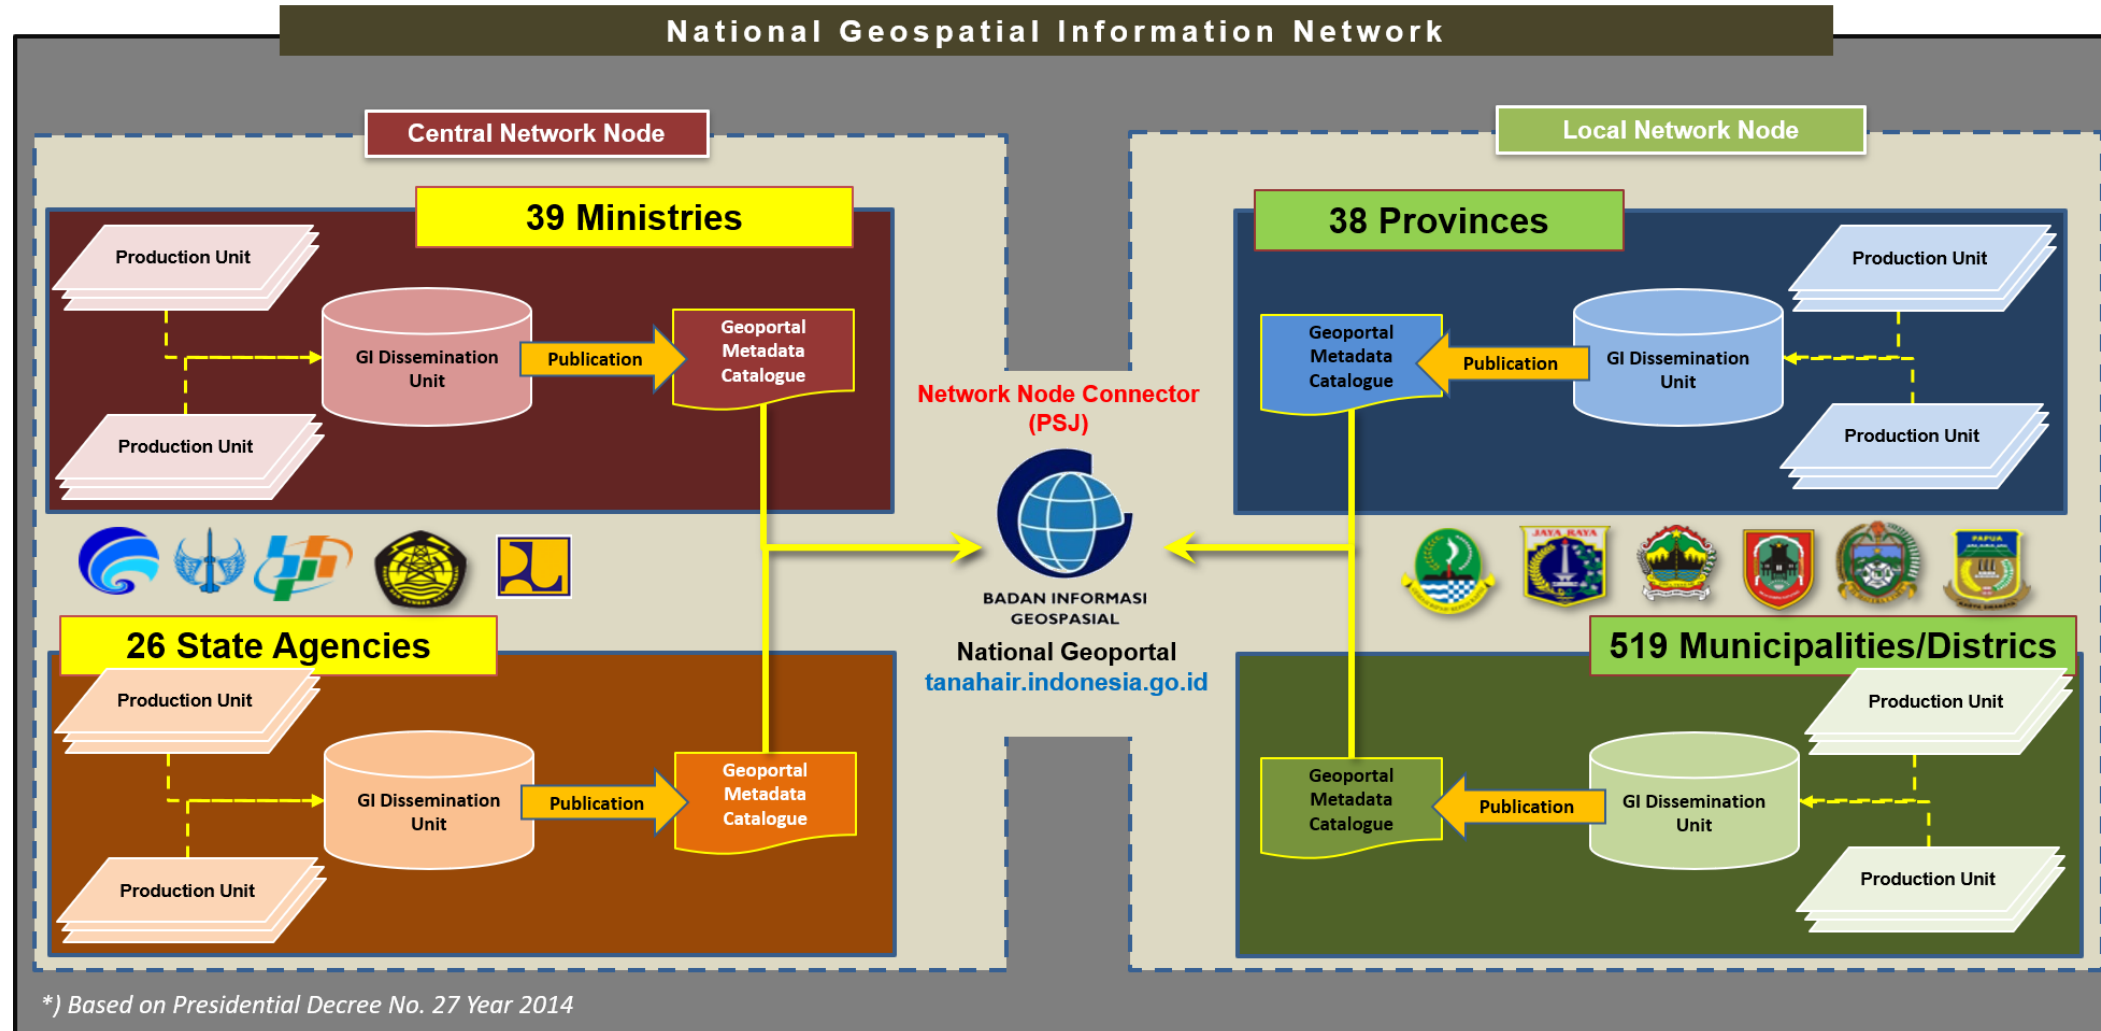 National Geospatial Information Network
Central Network Node
39 Ministries
Production Unit
Production Unit
GI Dissemination
Unit
Publication
Geoportal
Metadata
Catalogue
26 State Agencies
Production Unit
Production Unit
GI Dissemination
Unit
Publication
Geoportal
Metadata
Catalogue
Network Node Connector
(PSJ)
BADAN INFORMASI
GEOSPASIAL
National Geoportal
tanahair.indonesia.go.id
Local Network Node
38 Provinces
Production Unit
Production Unit
GI Dissemination
Unit
Publication
Geoportal
Metadata
Catalogue
JAYA RAYA
PAPUA
519 Municipalities/Districs
Production Unit
Production Unit
GI Dissemination
Unit
Publication
Geoportal
Metadata
Catalogue
*) Based on Presidential Decree No. 27 Year 2014